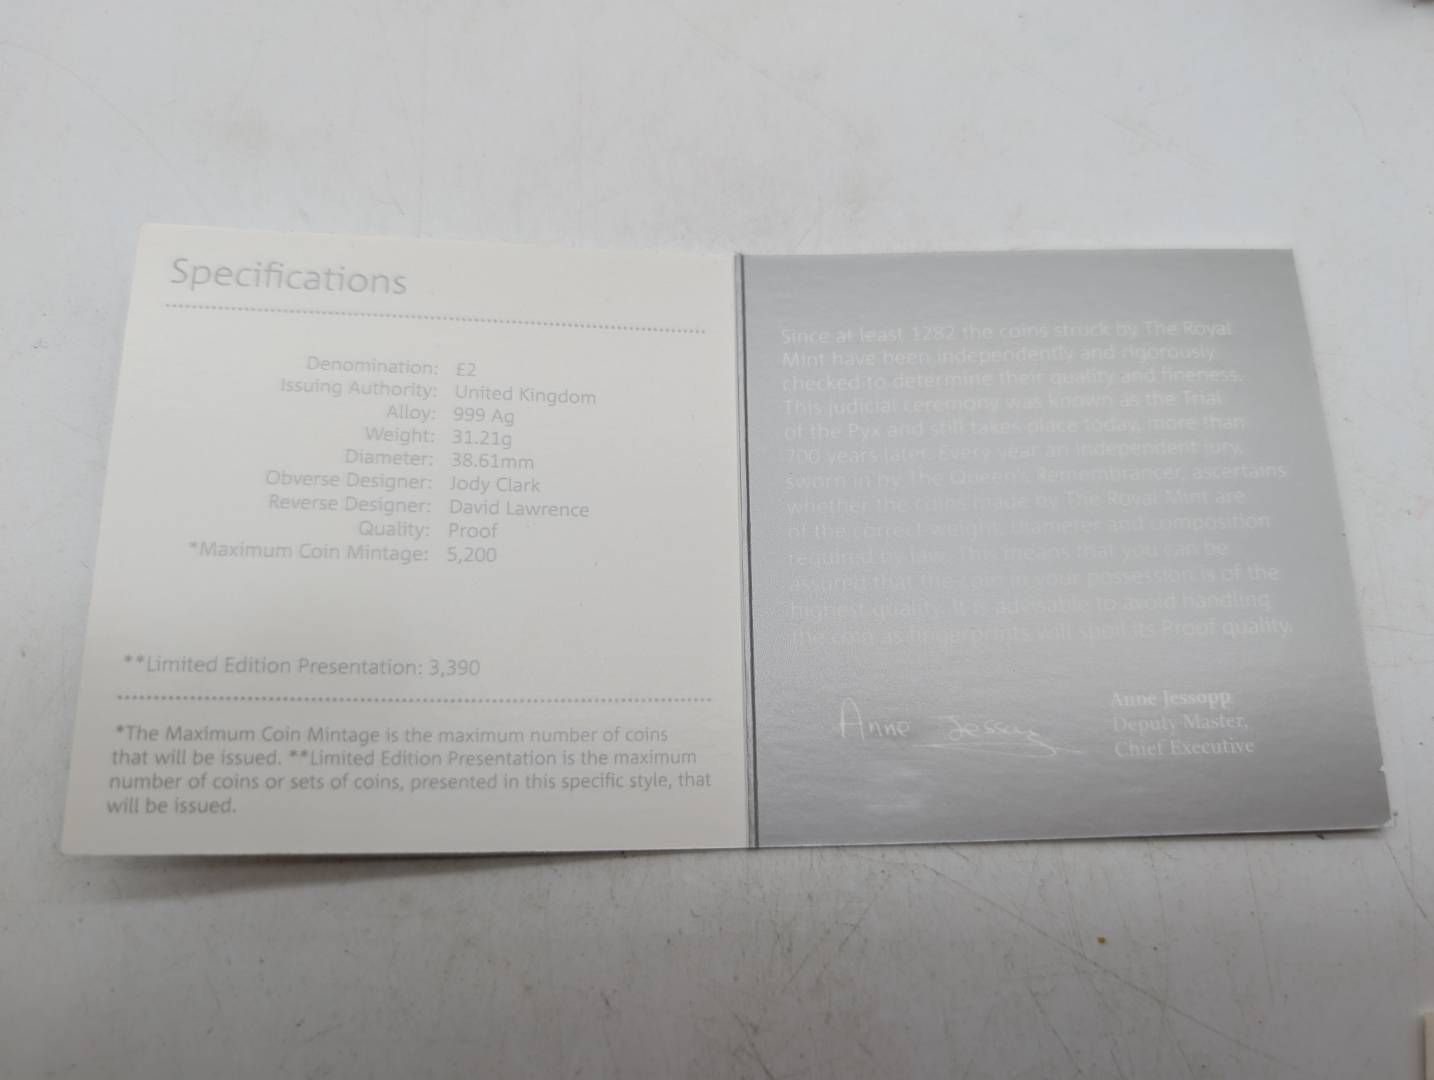 Specifications
Denomination: £2
Issuing Authority: United Kingdom
Alloy: 999 Ag
Weight: 31.21g
Diameter: 38.61mm
Obverse Designer: Jody Clark
Reverse Designer: David Lawrence
Quality: Proof
*Maximum Coin Mintage: 5,200
**Limited Edition Presentation: 3,390
*The Maximum Coin Mintage is the maximum number of coins
that will be issued. **Limited Edition Presentation is the maximum
number of coins or sets of coins, presented in this specific style, that
will be issued.
Since at least 1282 the coins struck by The Royal
Mint have been independently and rigorously
checked to determine their quality and fineness.
This judicial ceremony was known as the Trial
of the Pyx and still takes place today, more than
700 years later. Every year an independent jury,
sworn in by The Queen's Remembrancer, ascertains
whether the coins made by The Royal Mint are
of the correct weight, diameter and composition
required by law. This means that you can be
assured that the coin in your possession is of the
highest quality. It is advisable to avoid handling
the coin as fingerprints will spoil its Proof quality.
Anne Jessopp
Anne Jessopp
Deputy Master,
Chief Executive